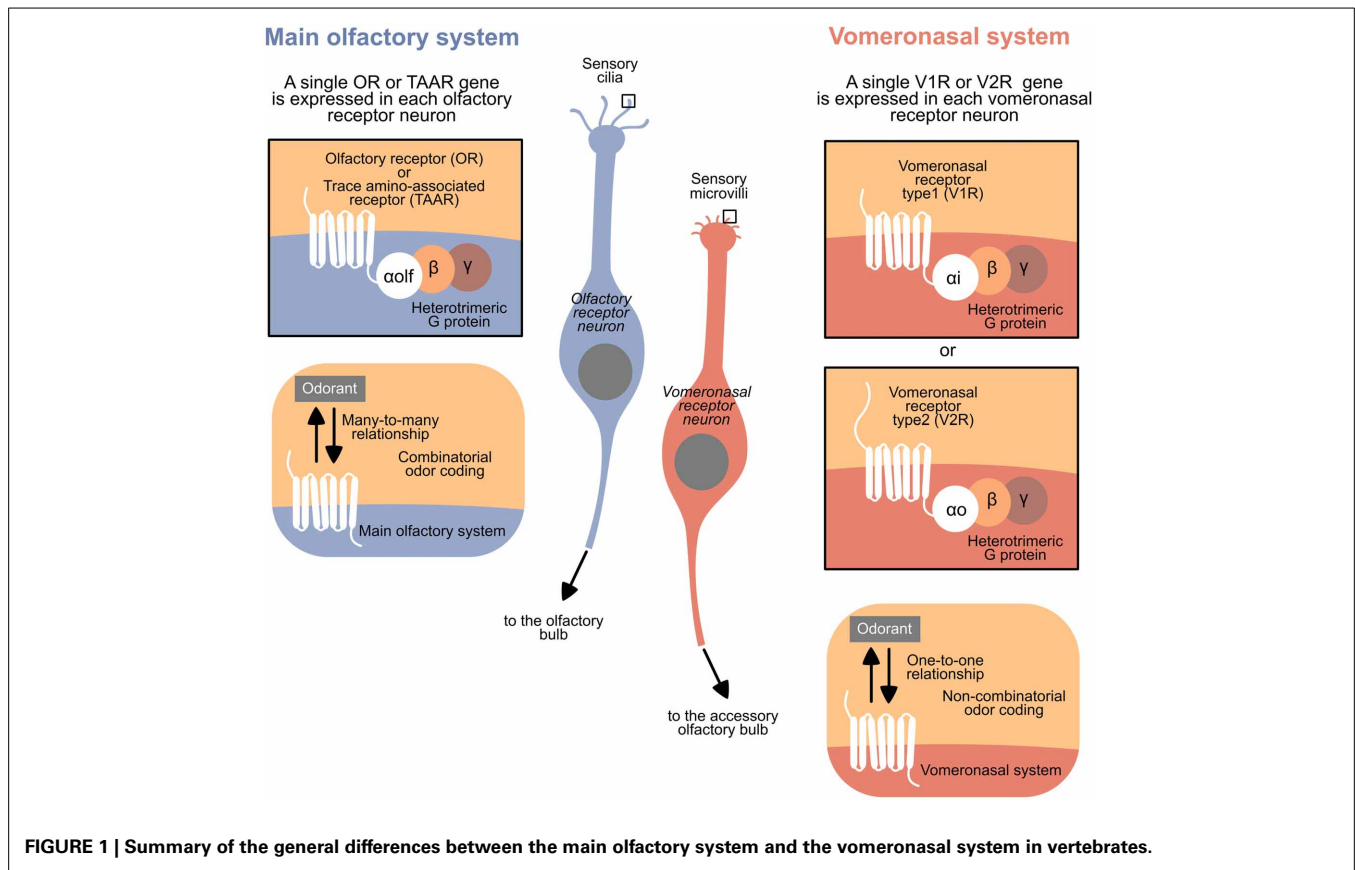 Main olfactory system
A single OR or TAAR gene
is expressed in each olfactory
receptor neuron
Olfactory receptor (OR)
or
Trace amino-associated
receptor (TAAR)
αolf
β
γ
Heterotrimeric
G protein
Odorant
Many-to-many
relationship
Combinatorial
odor coding
Main olfactory system
Sensory
cilia
Olfactory
receptor
neuron
to the olfactory
bulb
Sensory
microvilli
Vomeronasal
receptor
neuron
to the accessory
olfactory bulb
Vomeronasal system
A single V1R or V2R gene
is expressed in each vomeronasal
receptor neuron
Vomeronasal
receptor
type1 (V1R)
αi
β
γ
Heterotrimeric
G protein
or
Vomeronasal
receptor
type2 (V2R)
αo
β
γ
Heterotrimeric
G protein
Odorant
One-to-one
relationship
Non-combinatorial
odor coding
Vomeronasal system
FIGURE 1 | Summary of the general differences between the main olfactory system and the vomeronasal system in vertebrates.